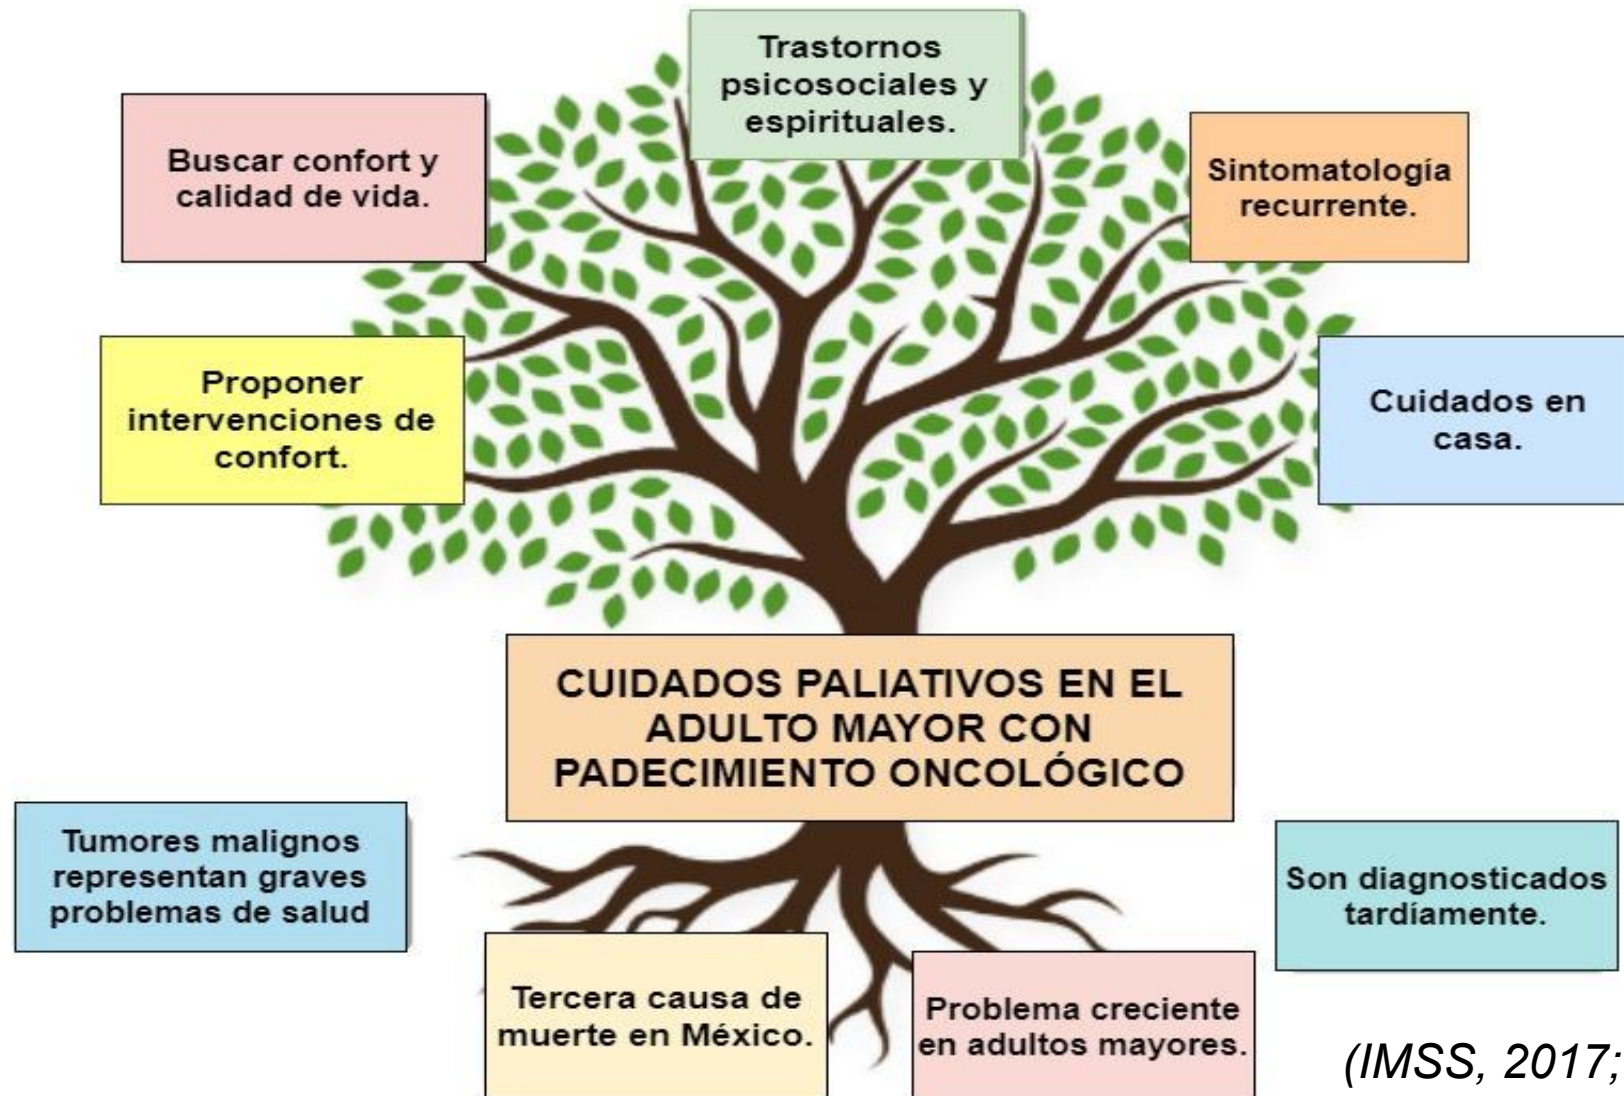 Trastornos
psicosociales y
espirituales.
Buscar confort y
calidad de vida.
Sintomatología
recurrente.
Proponer
intervenciones de
confort.
Cuidados en
casa.
CUIDADOS PALIATIVOS EN EL
ADULTO MAYOR CON
PADECIMIENTO ONCOLÓGICO
Tumores malignos
representan graves
problemas de salud
Son diagnosticados
tardíamente.
Tercera causa de
muerte en México.
Problema creciente
en adultos mayores.
(IMSS, 2017;